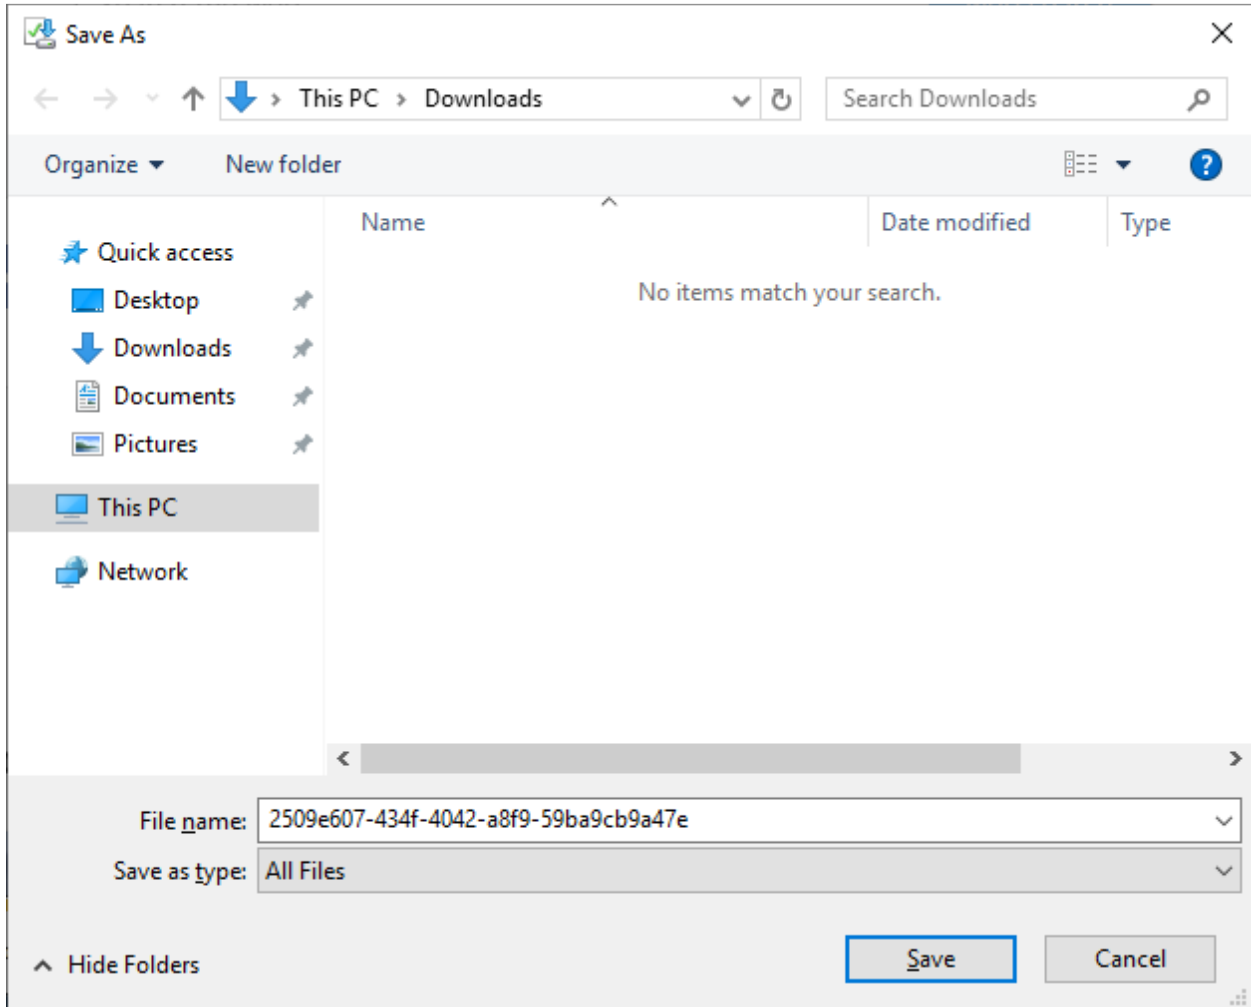 Save As
This PC > Downloads
Search Downloads
Organize
New folder
?
Name
Date modified
Type
Quick access
Desktop
Downloads
Documents
Pictures
This PC
Network
No items match your search.
File name: 2509e607-434f-4042-a8f9-59ba9cb9a47e
Save as type: All Files
Hide Folders
Save
Cancel